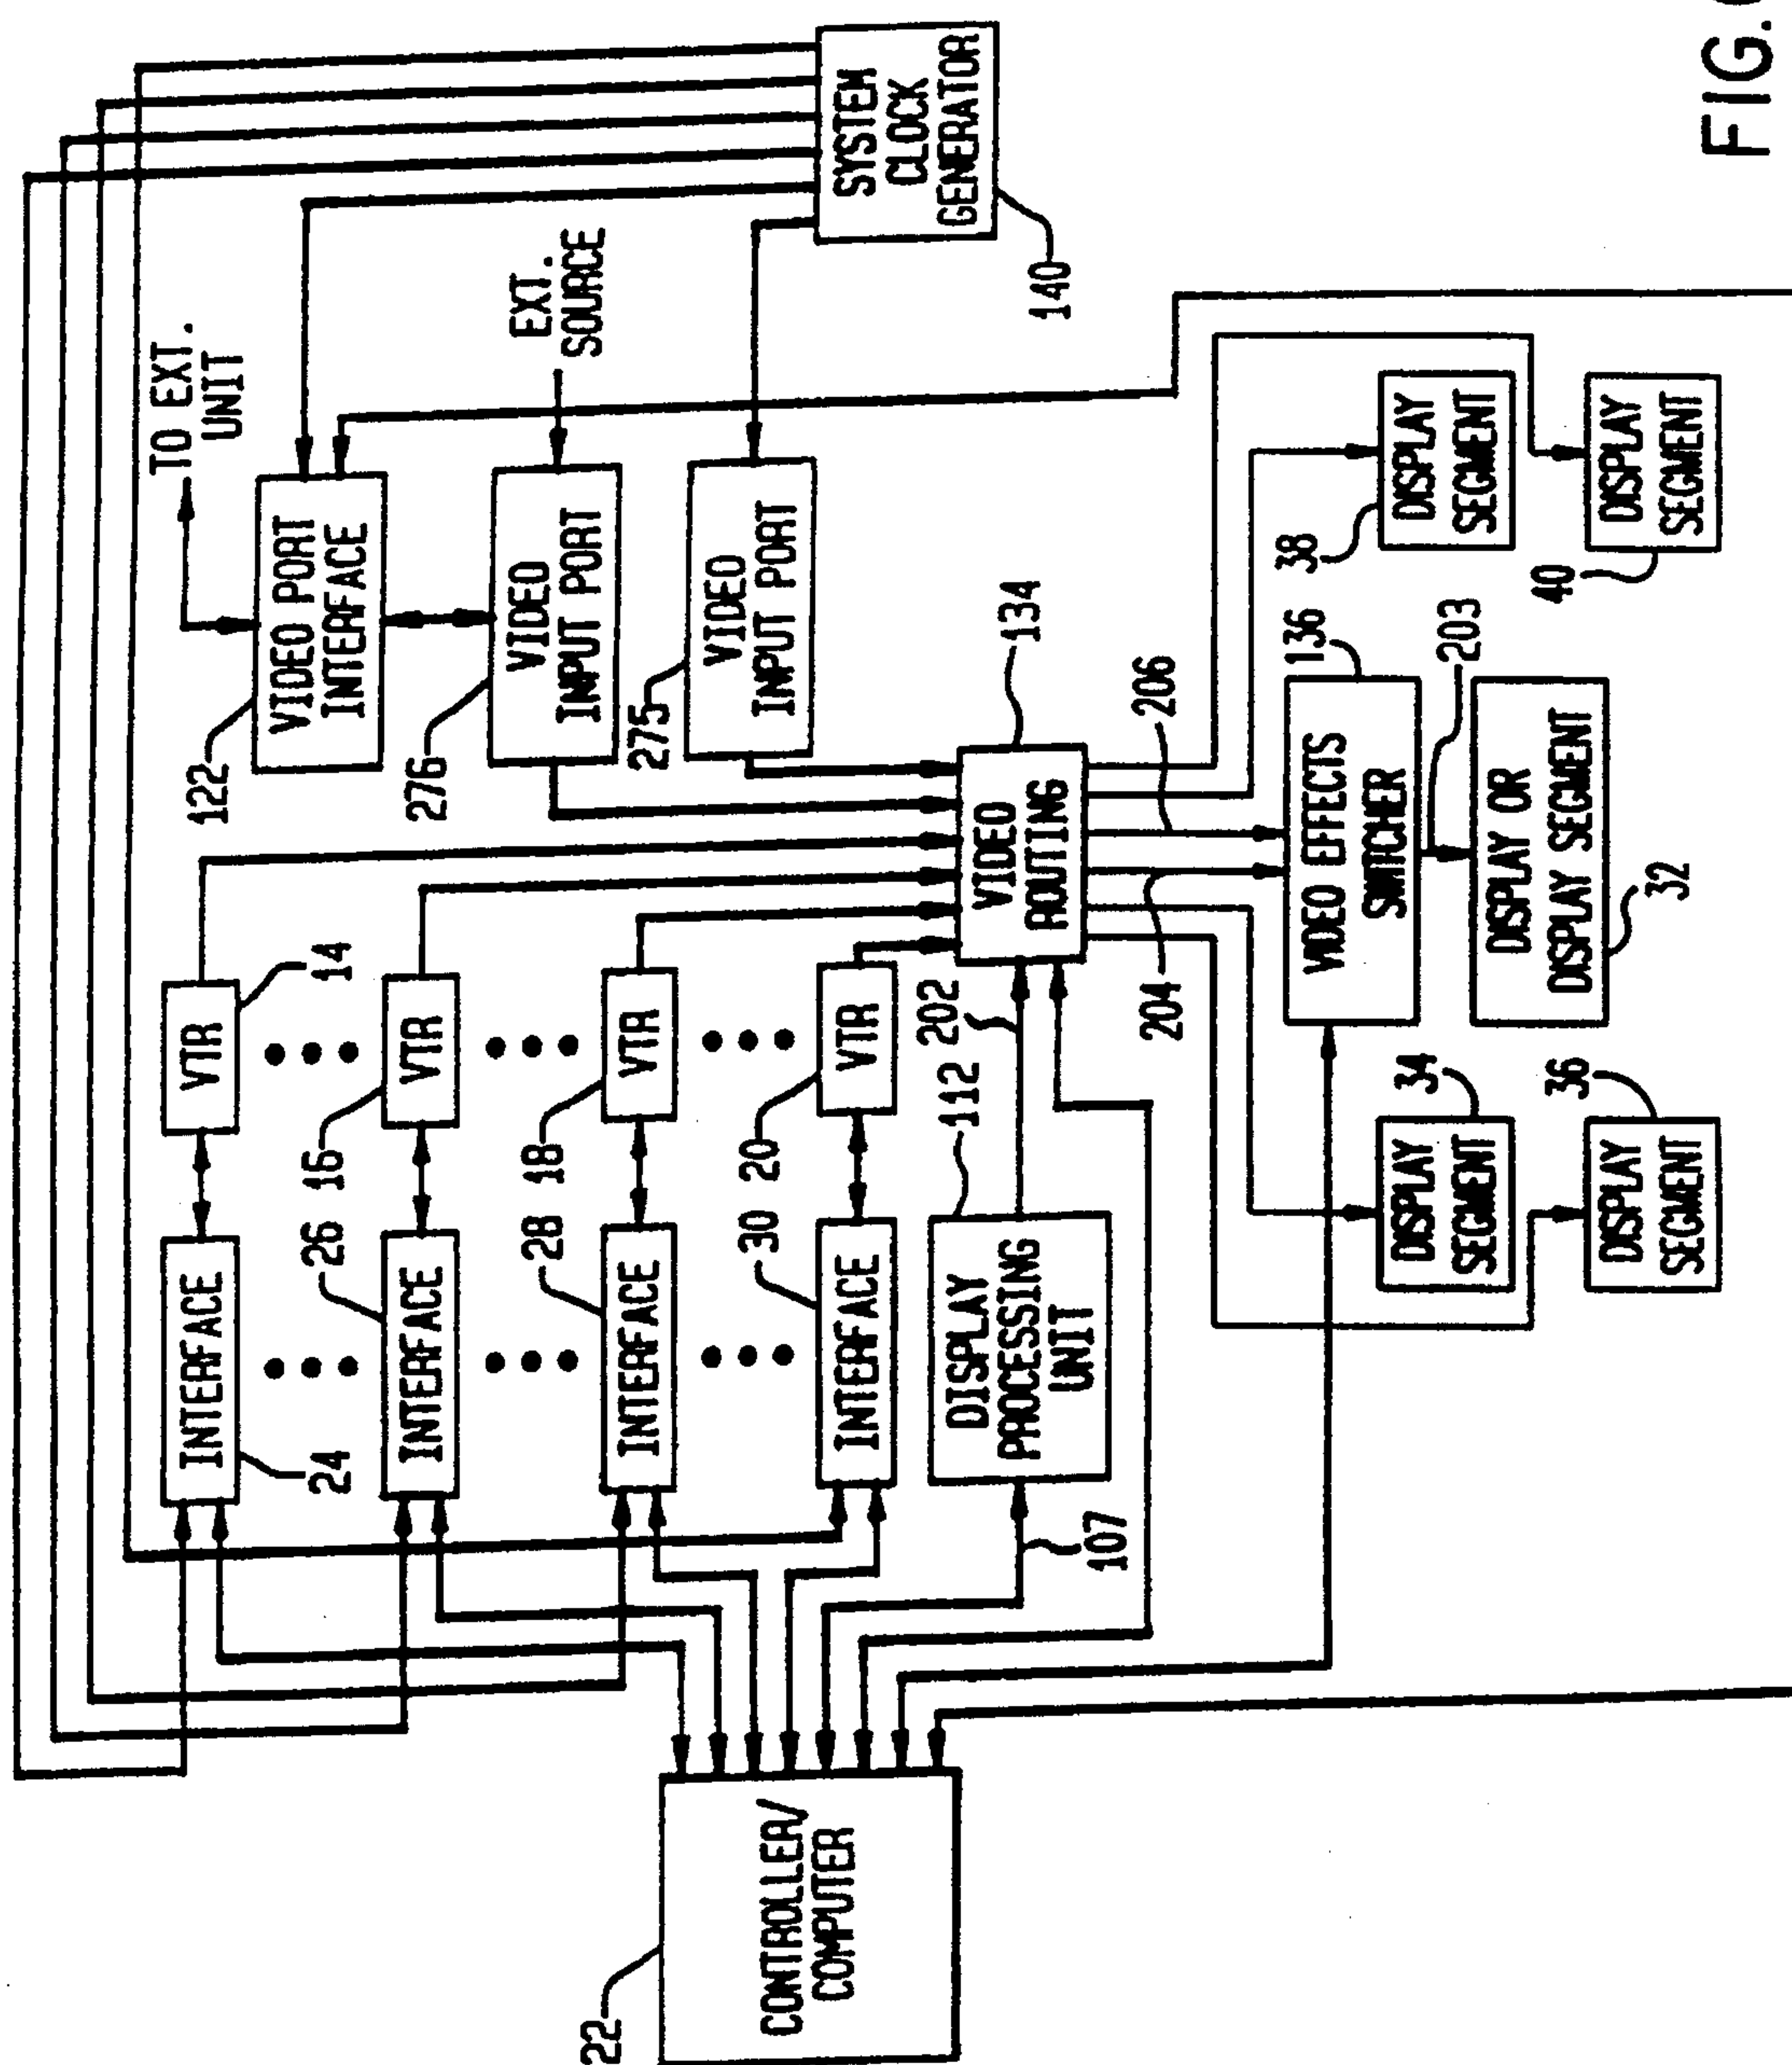 TO EXT.
UNIT
VIDEO PORT
INTERFACE
122
EXT.
SOURCE
VIDEO
INPUT PORT
276
VIDEO
INPUT PORT
275
SYSTEM
CLOCK
GENERATOR
140
INTERFACE
24
VTR
14
INTERFACE
26
VTR
16
INTERFACE
28
VTR
18
INTERFACE
30
VTR
20
CONTROLLER/
COMPUTER
22
DISPLAY
PROCESSING
UNIT
112
107
202
VIDEO
ROUTING
134
204
206
VIDEO EFFECTS
SWITCHER
136
203
DISPLAY OR
DISPLAY SEGMENT
32
DISPLAY
SEGMENT
34
DISPLAY
SEGMENT
36
DISPLAY
SEGMENT
38
DISPLAY
SEGMENT
40
FIG.